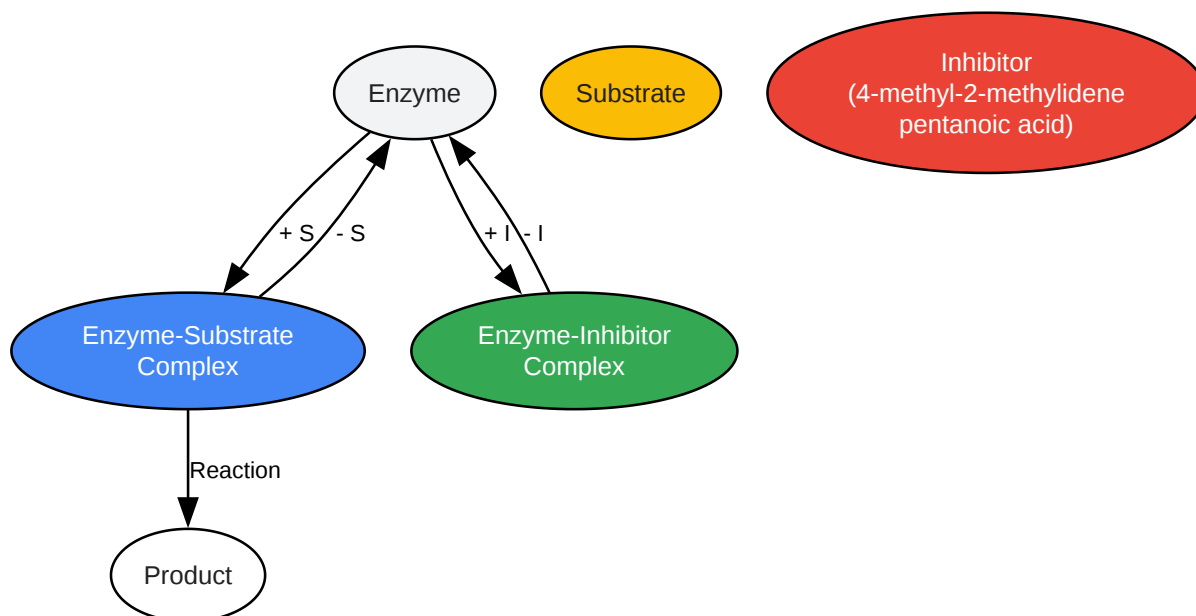 Enzyme
Substrate
Inhibitor
(4-methyl-2-methylidene
pentanoic acid)
+ S
- S
+ I
- I
Enzyme-Substrate
Complex
Enzyme-Inhibitor
Complex
Reaction
Product